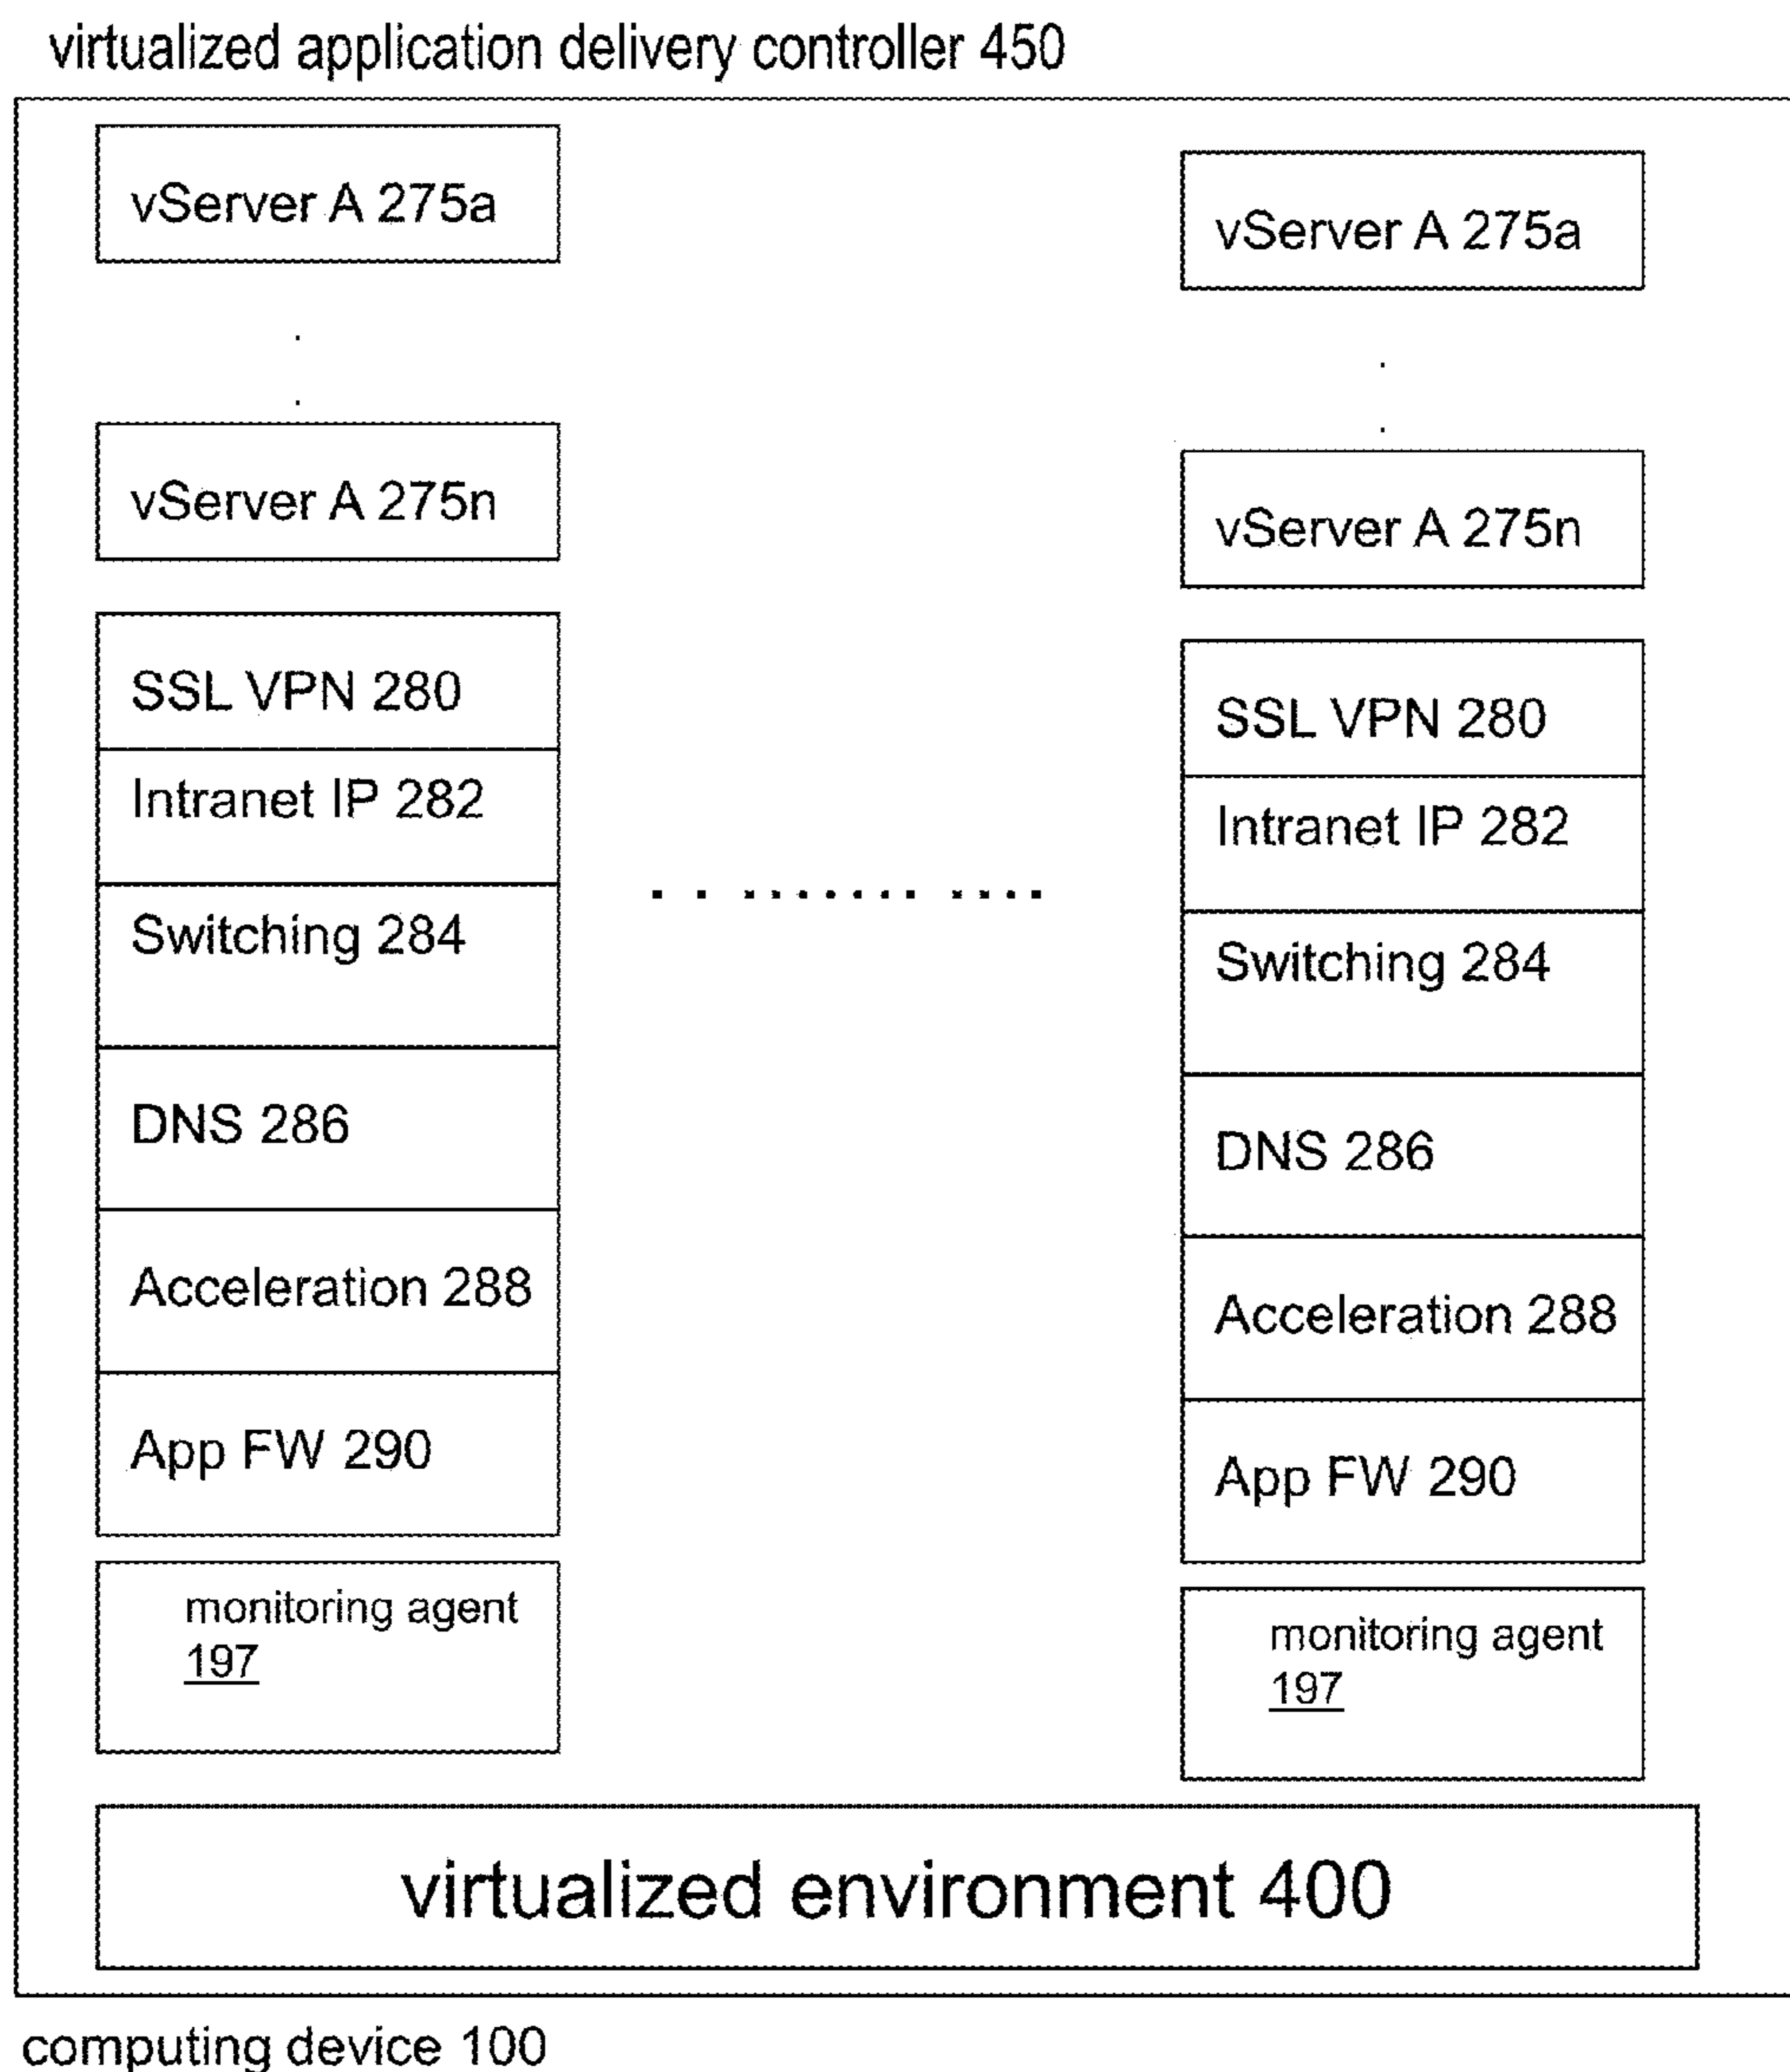 virtualized application delivery controller 450
vServer A 275a
vServer A 275n
SSL VPN 280
Intranet IP 282
Switching 284
DNS 286
Acceleration 288
App FW 290
monitoring agent
197
vServer A 275a
vServer A 275n
SSL VPN 280
Intranet IP 282
Switching 284
DNS 286
Acceleration 288
App FW 290
monitoring agent
197
virtualized environment 400
computing device 100